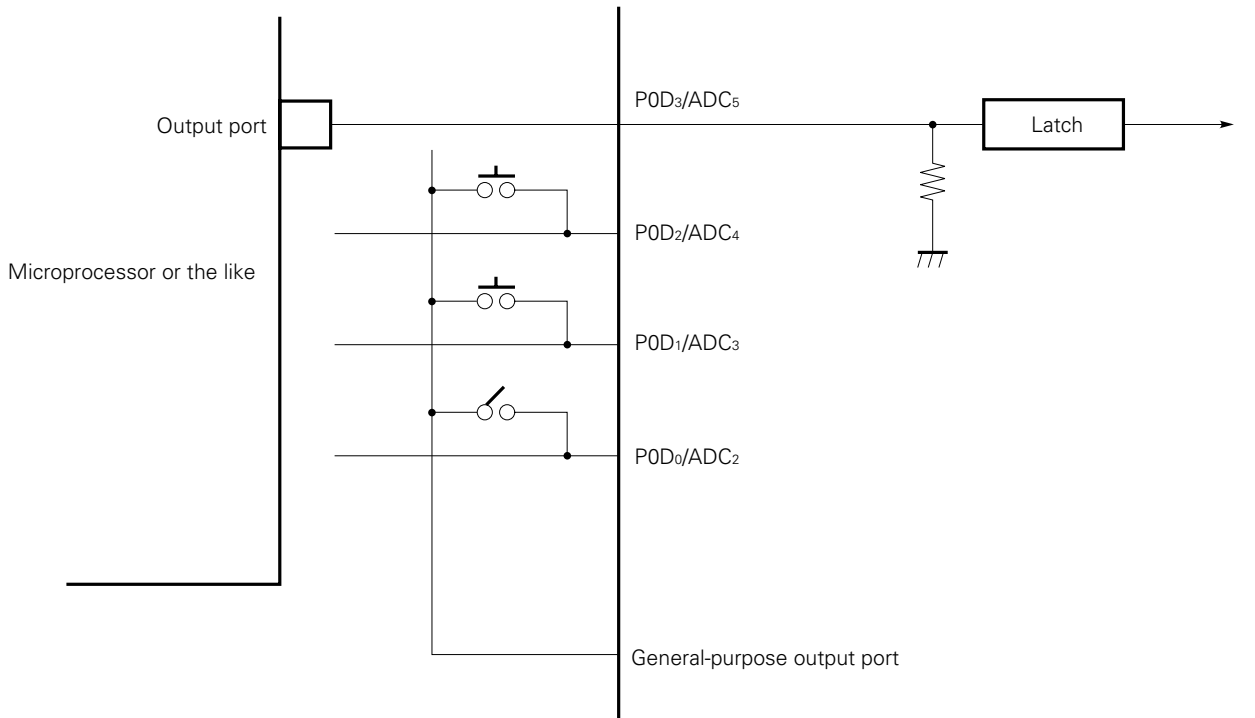 P0D₃/ADC₅
Output port
Latch
P0D₂/ADC₄
Microprocessor or the like
P0D₁/ADC₃
P0D₀/ADC₂
General-purpose output port